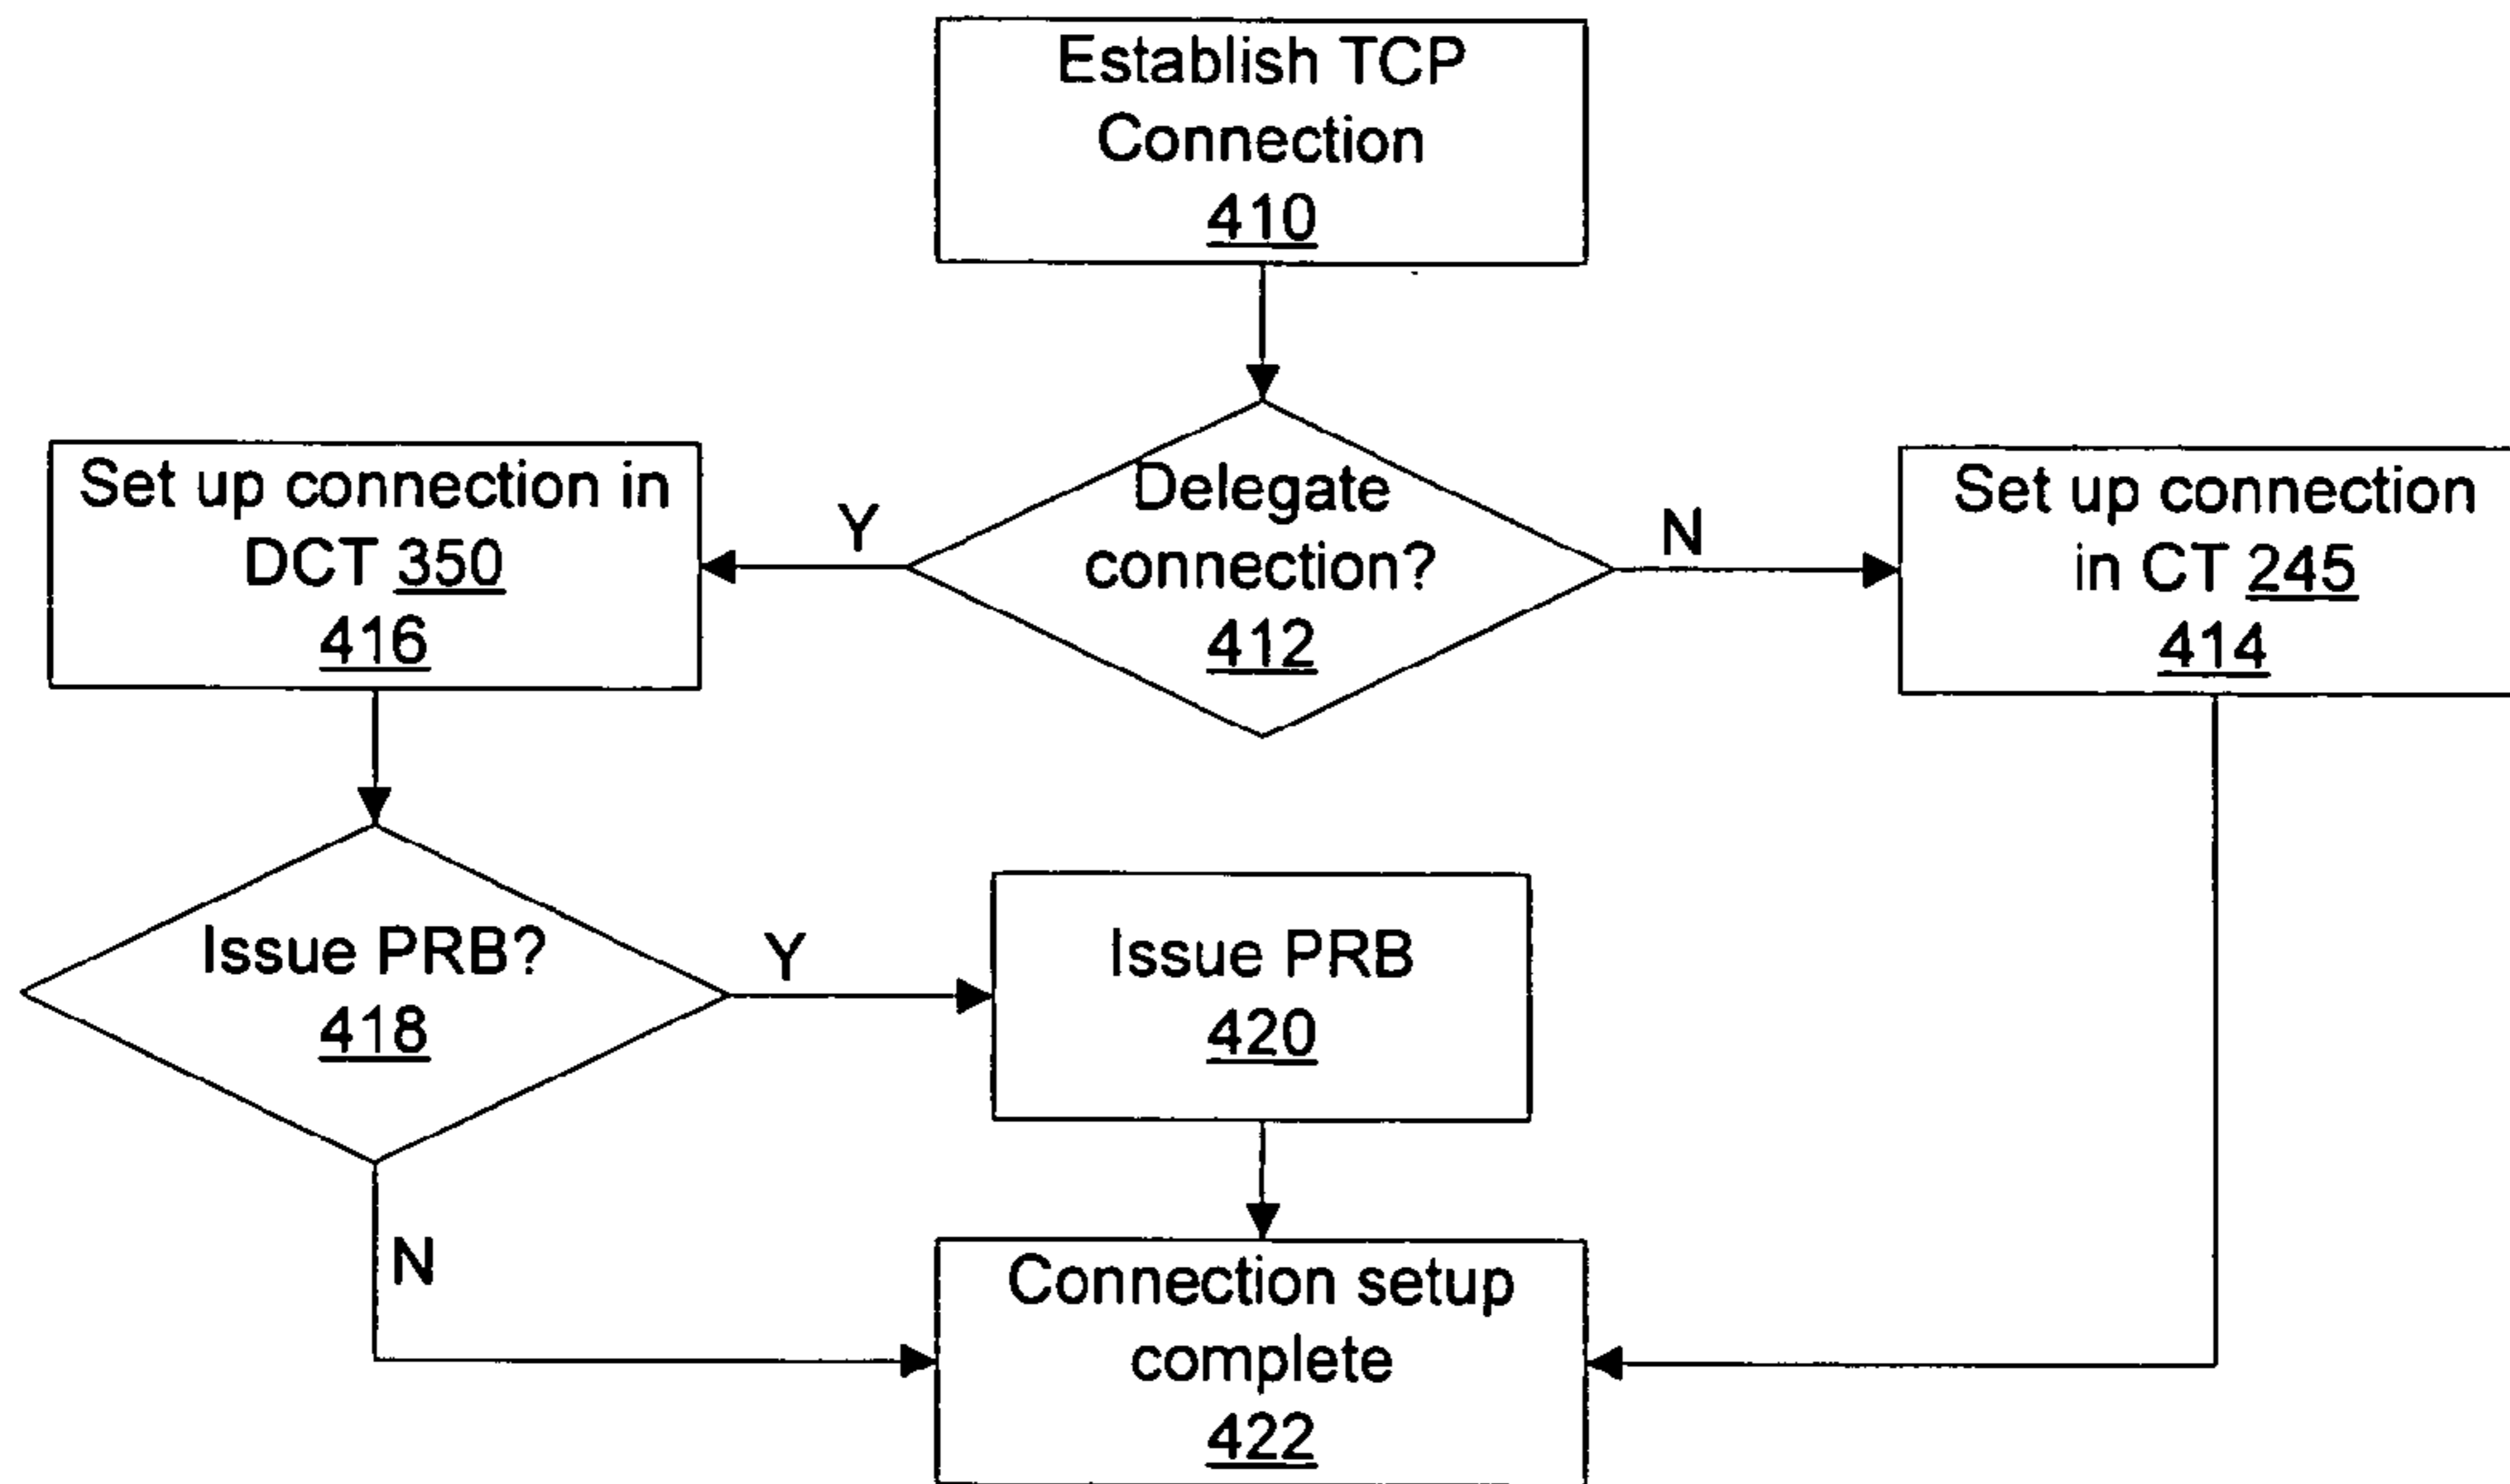 Establish TCP
Connection
410
Delegate
connection?
412
Y
N
Set up connection in
DCT 350
416
Set up connection
in CT 245
414
Issue PRB?
418
Y
N
Issue PRB
420
Connection setup
complete
422